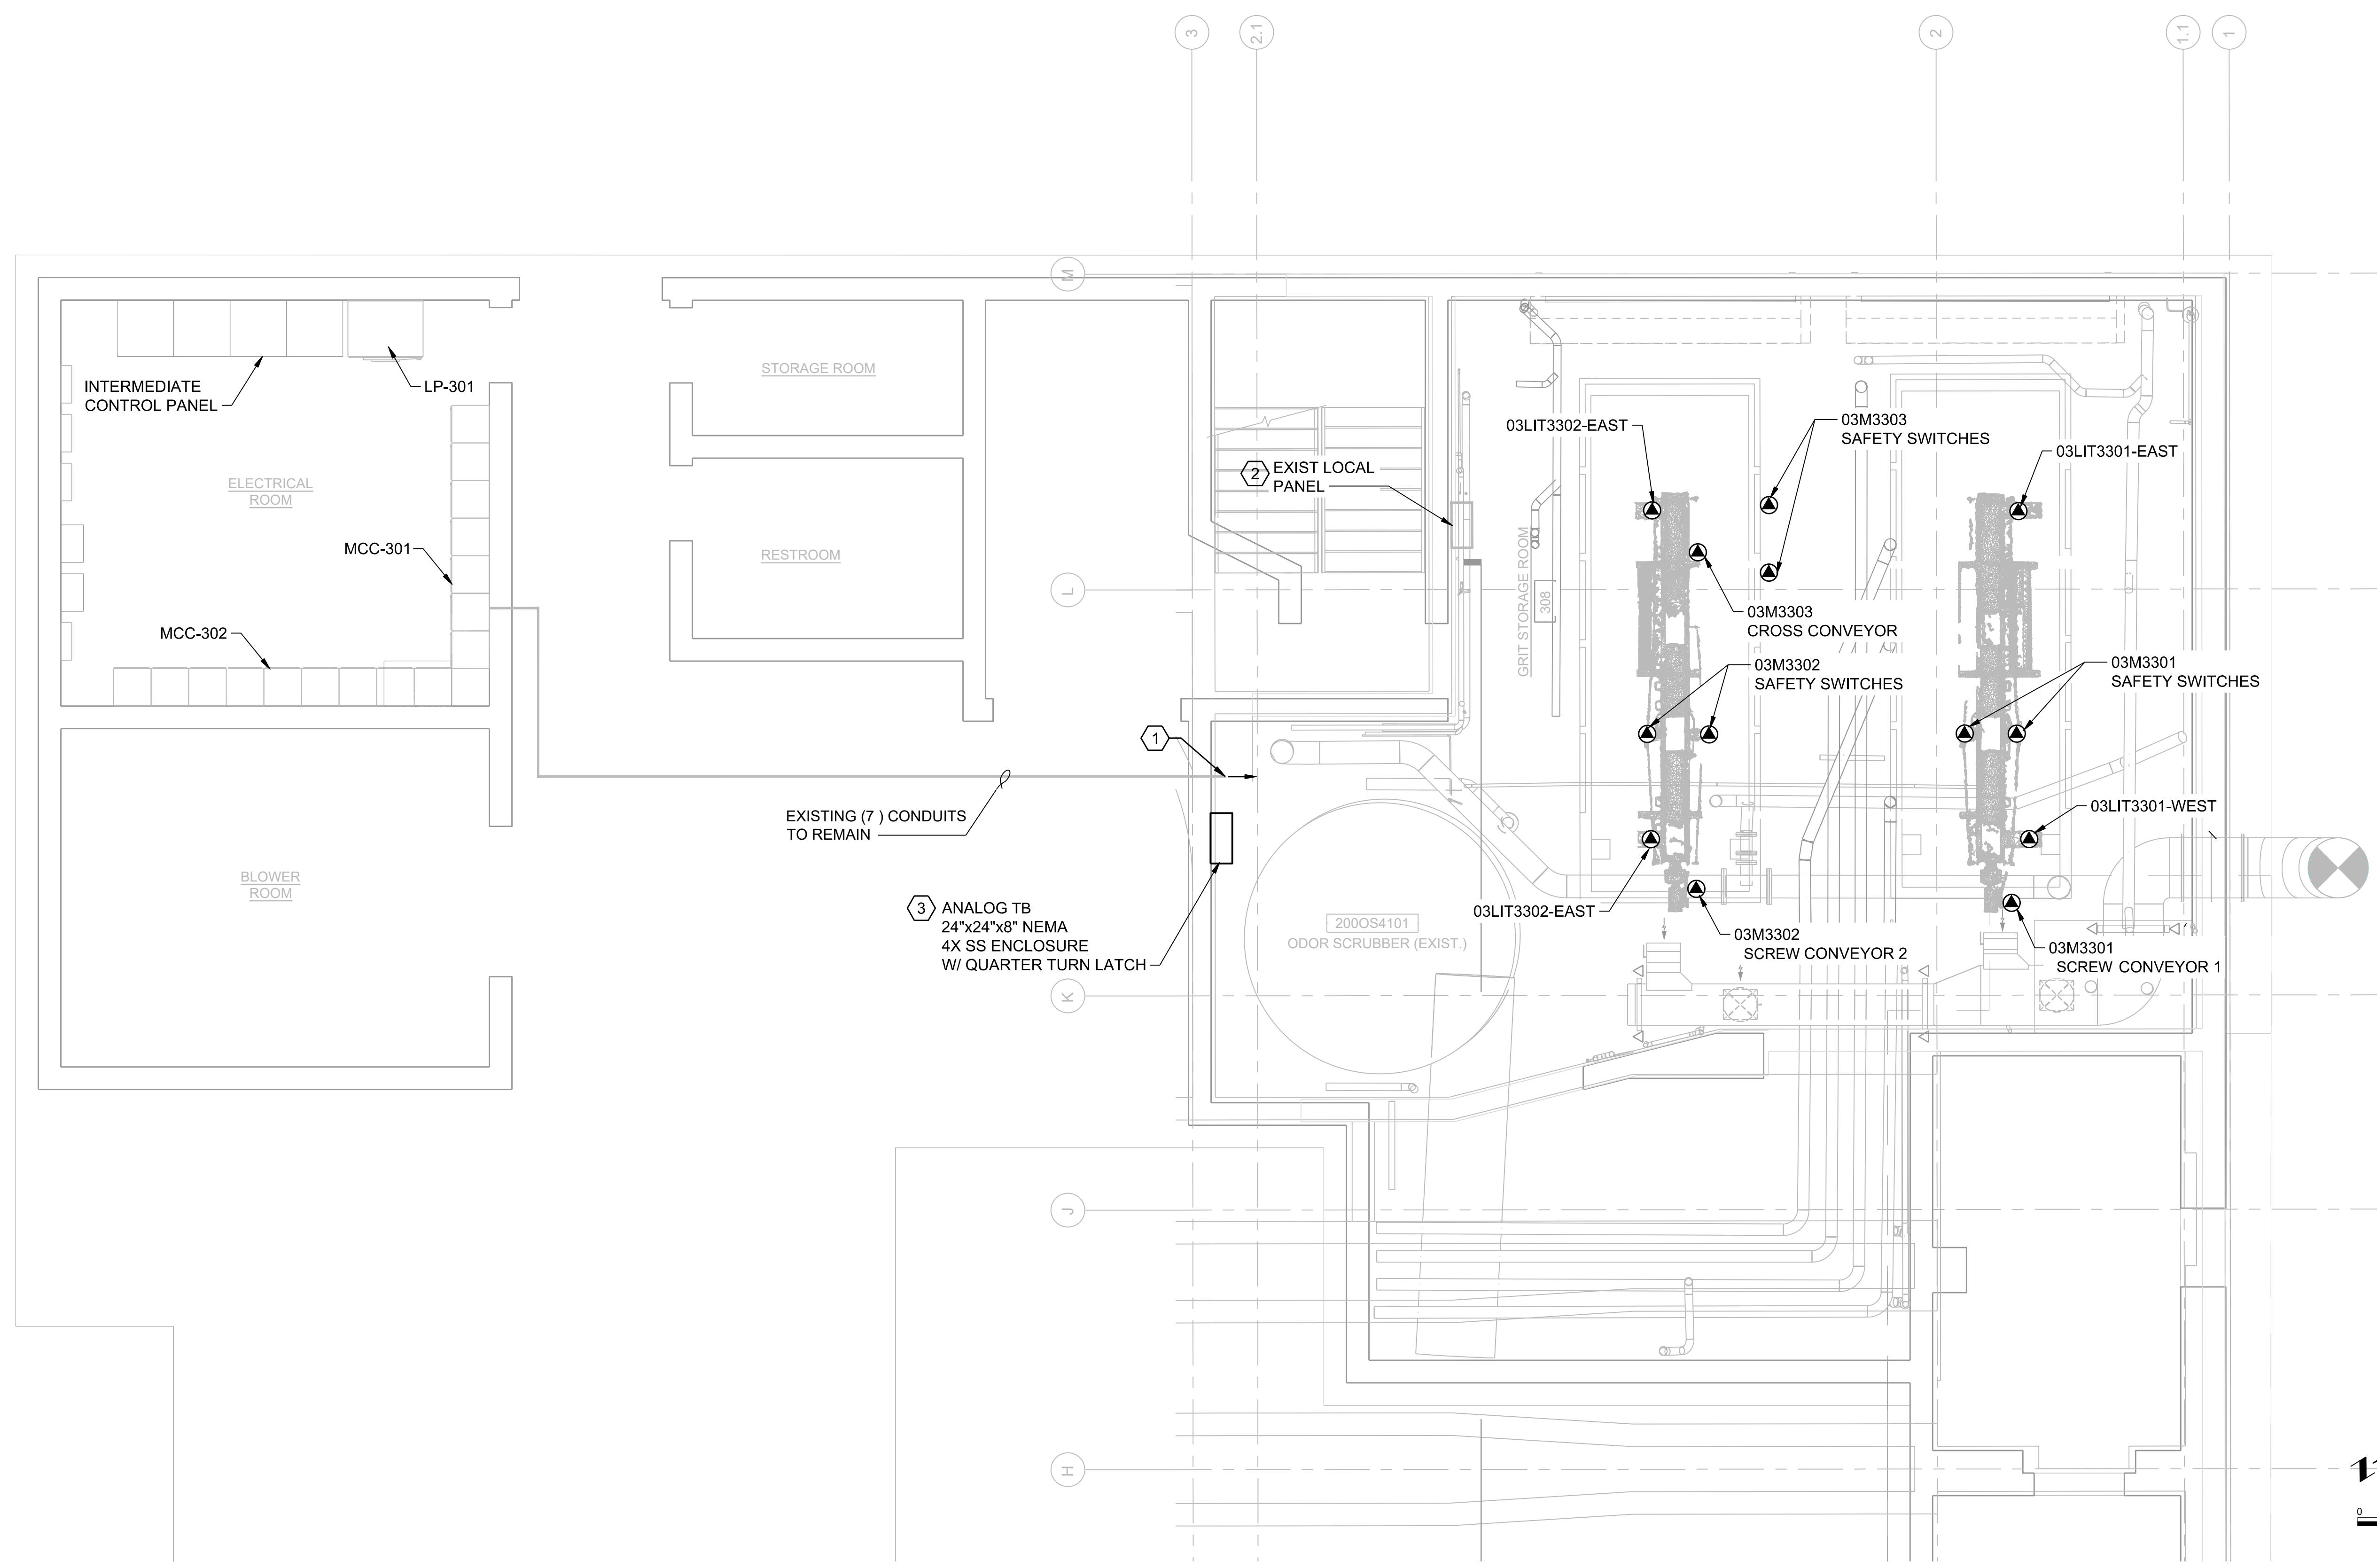 3
2.1
2
1.1
1
M
INTERMEDIATE
CONTROL PANEL
LP-301
STORAGE ROOM
ELECTRICAL
ROOM
MCC-301
RESTROOM
MCC-302
2
EXIST LOCAL
PANEL
03LIT3302-EAST
03M3303
SAFETY SWITCHES
03LIT3301-EAST
GRIT STORAGE ROOM
308
L
03M3303
CROSS CONVEYOR
03M3302
SAFETY SWITCHES
03M3301
SAFETY SWITCHES
1
EXISTING (7 ) CONDUITS
TO REMAIN
03LIT3301-WEST
BLOWER
ROOM
3
ANALOG TB
24"x24"x8" NEMA
4X SS ENCLOSURE
W/ QUARTER TURN LATCH
200OS4101
ODOR SCRUBBER (EXIST.)
03LIT3302-EAST
03M3302
SCREW CONVEYOR 2
03M3301
SCREW CONVEYOR 1
K
J
H
0